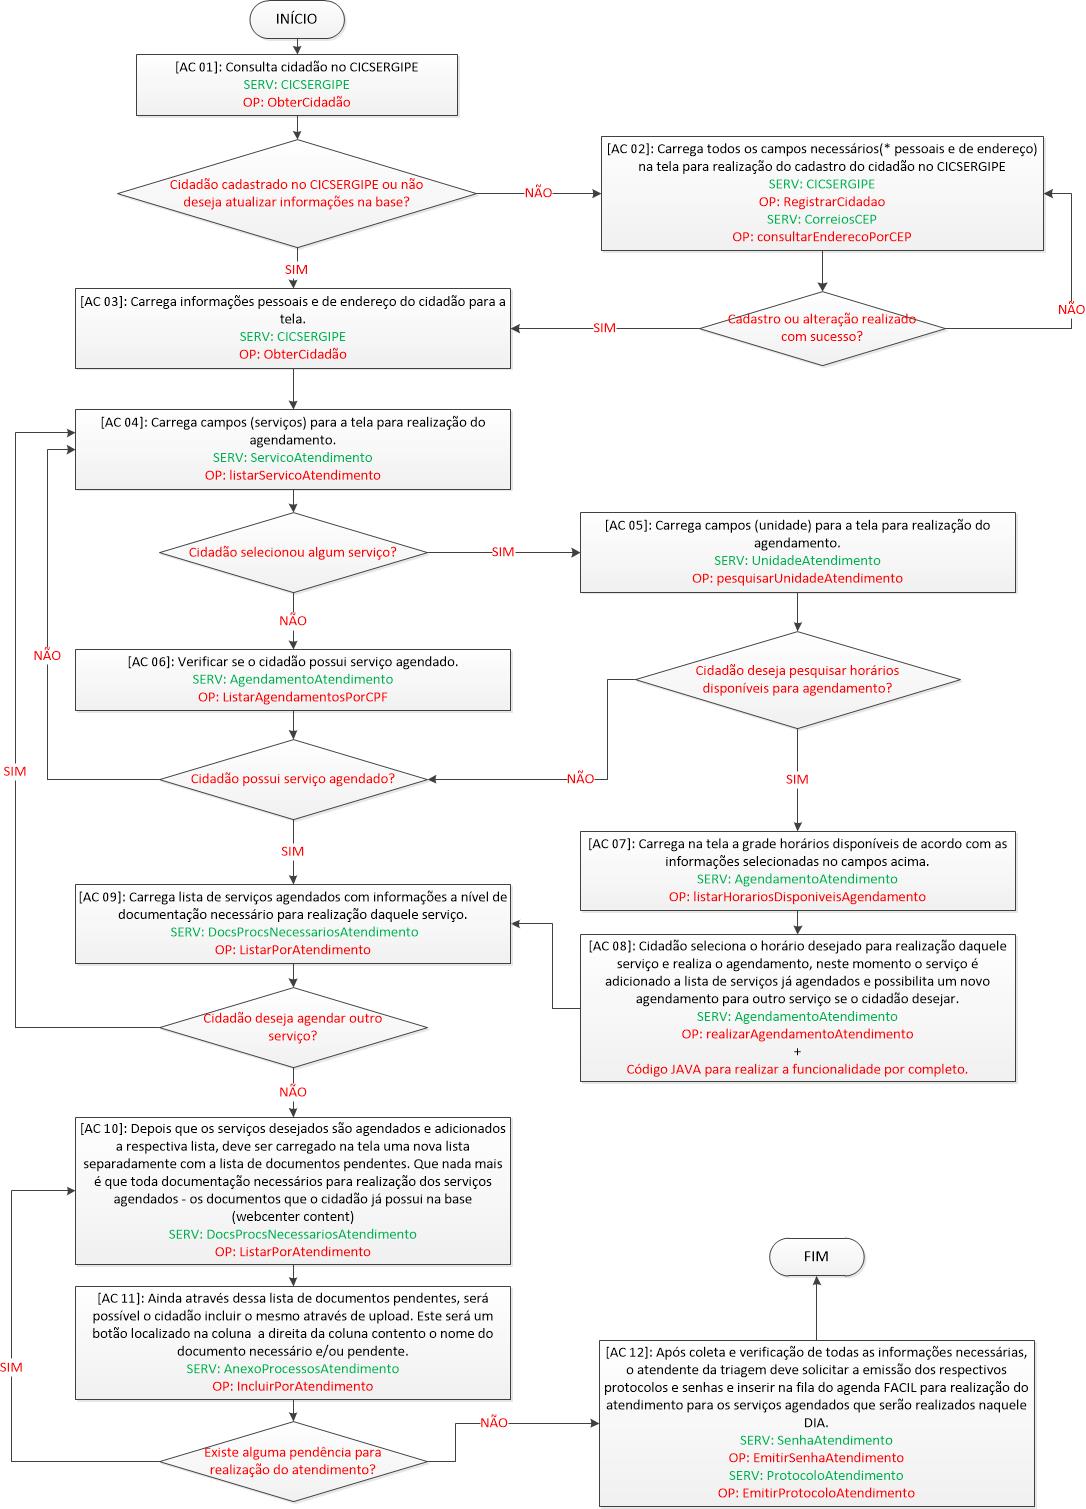 INÍCIO
[AC 01]: Consulta cidadão no CICSERGIPE
SERV: CICSERGIPE
OP: ObterCidadão
Cidadão cadastrado no CICSERGIPE ou não
deseja atualizar informações na base?
NÃO
[AC 02]: Carrega todos os campos necessários(* pessoais e de endereço)
na tela para realização do cadastro do cidadão no CICSERGIPE
SERV: CICSERGIPE
OP: RegistrarCidadao
SERV: CorreiosCEP
OP: consultarEnderecoPorCEP
SIM
NÃO
[AC 03]: Carrega informações pessoais e de endereço do cidadão para a
tela.
SERV: CICSERGIPE
OP: ObterCidadão
SIM
Cadastro ou alteração realizado
com sucesso?
[AC 04]: Carrega campos (serviços) para a tela para realização do
agendamento.
SERV: ServicoAtendimento
OP: listarServicoAtendimento
Cidadão selecionou algum serviço?
SIM
[AC 05]: Carrega campos (unidade) para a tela para realização do
agendamento.
SERV: UnidadeAtendimento
OP: pesquisarUnidadeAtendimento
NÃO
NÃO
[AC 06]: Verificar se o cidadão possui serviço agendado.
SERV: AgendamentoAtendimento
OP: ListarAgendamentosPorCPF
Cidadão deseja pesquisar horários
disponíveis para agendamento?
SIM
Cidadão possui serviço agendado?
NÃO
SIM
SIM
[AC 07]: Carrega na tela a grade horários disponíveis de acordo com as
informações selecionadas no campos acima.
SERV: AgendamentoAtendimento
OP: listarHorariosDisponiveisAgendamento
[AC 09]: Carrega lista de serviços agendados com informações a nível de
documentação necessário para realização daquele serviço.
SERV: DocsProcsNecessariosAtendimento
OP: ListarPorAtendimento
[AC 08]: Cidadão seleciona o horário desejado para realização daquele
serviço e realiza o agendamento, neste momento o serviço é
adicionado a lista de serviços já agendados e possibilita um novo
agendamento para outro serviço se o cidadão desejar.
SERV: AgendamentoAtendimento
OP: realizarAgendamentoAtendimento
+
Código JAVA para realizar a funcionalidade por completo.
Cidadão deseja agendar outro
serviço?
NÃO
[AC 10]: Depois que os serviços desejados são agendados e adicionados
a respectiva lista, deve ser carregado na tela uma nova lista
separadamente com a lista de documentos pendentes. Que nada mais
é que toda documentação necessários para realização dos serviços
agendados - os documentos que o cidadão já possui na base
(webcenter content)
SERV: DocsProcsNecessariosAtendimento
OP: ListarPorAtendimento
FIM
[AC 11]: Ainda através dessa lista de documentos pendentes, será
possível o cidadão incluir o mesmo através de upload. Este será um
botão localizado na coluna  a direita da coluna contento o nome do
documento necessário e/ou pendente.
SERV: AnexoProcessosAtendimento
OP: IncluirPorAtendimento
SIM
[AC 12]: Após coleta e verificação de todas as informações necessárias,
o atendente da triagem deve solicitar a emissão dos respectivos
protocolos e senhas e inserir na fila do agenda FACIL para realização do
atendimento para os serviços agendados que serão realizados naquele
DIA.
SERV: SenhaAtendimento
OP: EmitirSenhaAtendimento
SERV: ProtocoloAtendimento
OP: EmitirProtocoloAtendimento
NÃO
Existe alguma pendência para
realização do atendimento?